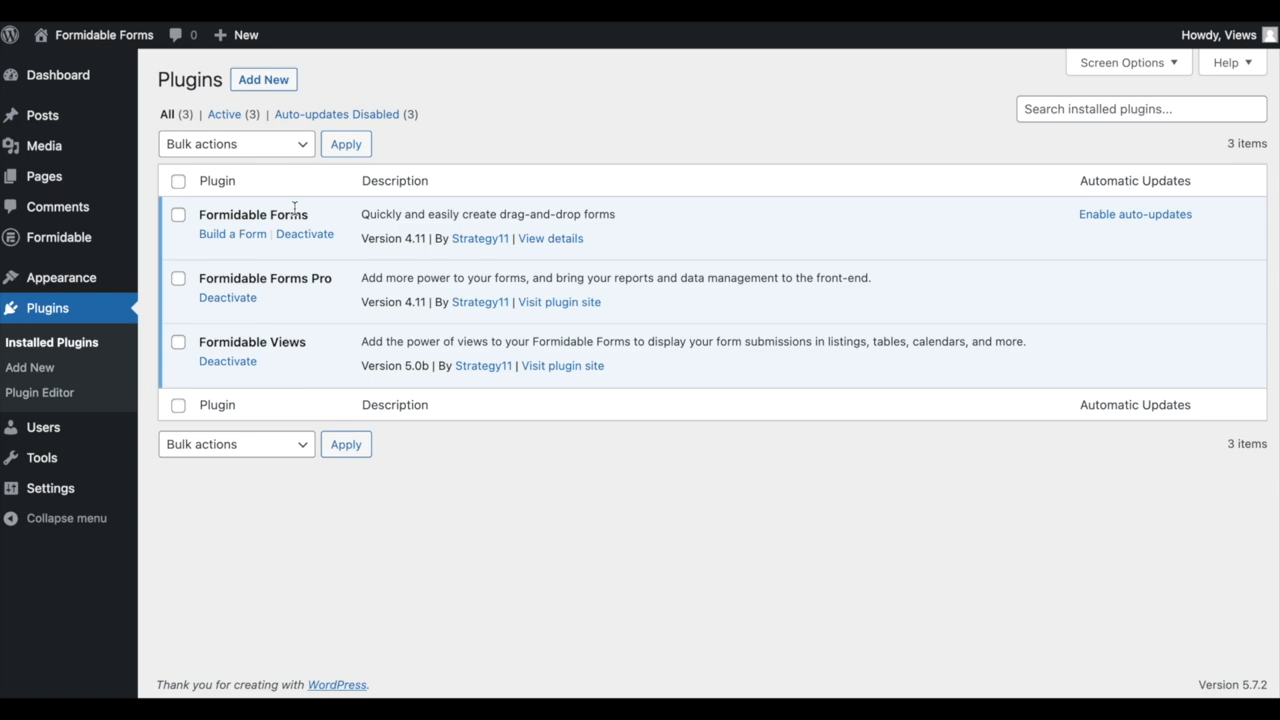 Formidable Forms 0 New Howdy, Views
Dashboard
Posts
Media
Pages
Comments
Formidable
Appearance
Plugins
Installed Plugins
Add New
Plugin Editor
Users
Tools
Settings
Collapse menu
Screen Options ▼ Help ▼
Plugins Add New
All (3) | Active (3) | Auto-updates Disabled (3)
Search installed plugins...
Bulk actions Apply 3 items
Plugin Description Automatic Updates
Formidable Forms Quickly and easily create drag-and-drop forms Enable auto-updates
Build a Form | Deactivate Version 4.11 | By Strategy11 | View details
Formidable Forms Pro Add more power to your forms, and bring your reports and data management to the front-end.
Deactivate Version 4.11 | By Strategy11 | Visit plugin site
Formidable Views Add the power of views to your Formidable Forms to display your form submissions in listings, tables, calendars, and more.
Deactivate Version 5.0b | By Strategy11 | Visit plugin site
Plugin Description Automatic Updates
Bulk actions Apply 3 items
Thank you for creating with WordPress. Version 5.7.2